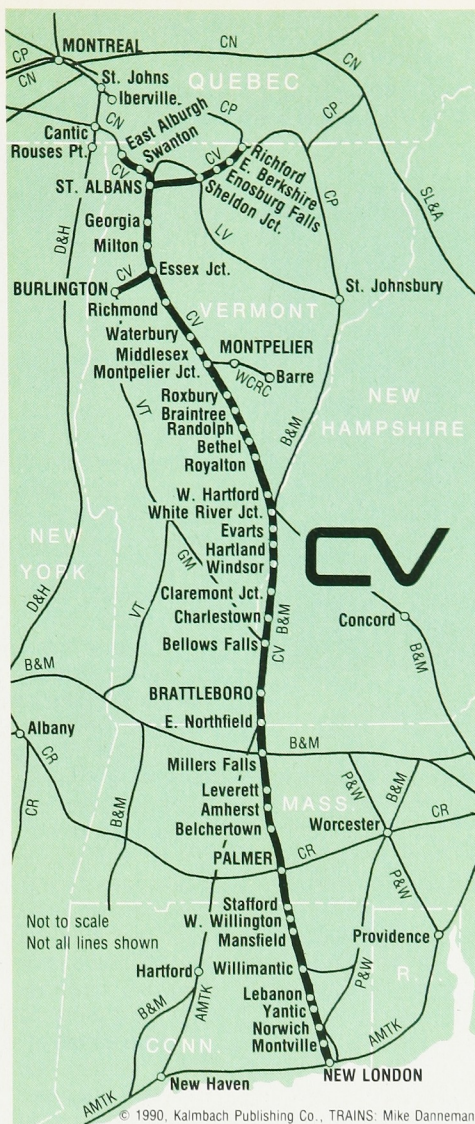 CN
CP
MONTREAL
CN
CN
St. Johns
QUEBEC
Iberville
CP
CP
CN
Cantic
East Alburgh
Rouses Pt.
Swanton
CV
CV
Richford
E. Berkshire
Enosburg Falls
Sheldon Jct.
ST. ALBANS
CP
SL&A
Georgia
LV
Milton
D&H
CV
Essex Jct.
BURLINGTON
St. Johnsbury
Richmond
CV
VERMONT
Waterbury
Middlesex
MONTPELIER
Montpelier Jct.
WCRC
Barre
Roxbury
NEW
HAMPSHIRE
VT
Braintree
Randolph
B&M
Bethel
Royalton
W. Hartford
White River Jct.
Evarts
NEW
YORK
Hartland
CV
GM
Windsor
Claremont Jct.
D&H
VT
Charlestown
B&M
Concord
Bellows Falls
CV
B&M
B&M
BRATTLEBORO
E. Northfield
Albany
B&M
CR
Millers Falls
CR
Leverett
P&W
B&M
MASS.
Amherst
CR
B&M
Belchertown
Worcester
PALMER
CR
P&W
Stafford
Not to scale
W. Willington
Not all lines shown
Mansfield
Providence
Hartford
Willimantic
P&W
R.
Lebanon
B&M
AMTK
Yantic
Norwich
AMTK
CONN.
Montville
NEW LONDON
New Haven
AMTK
© 1990, Kalmbach Publishing Co., TRAINS: Mike Danneman